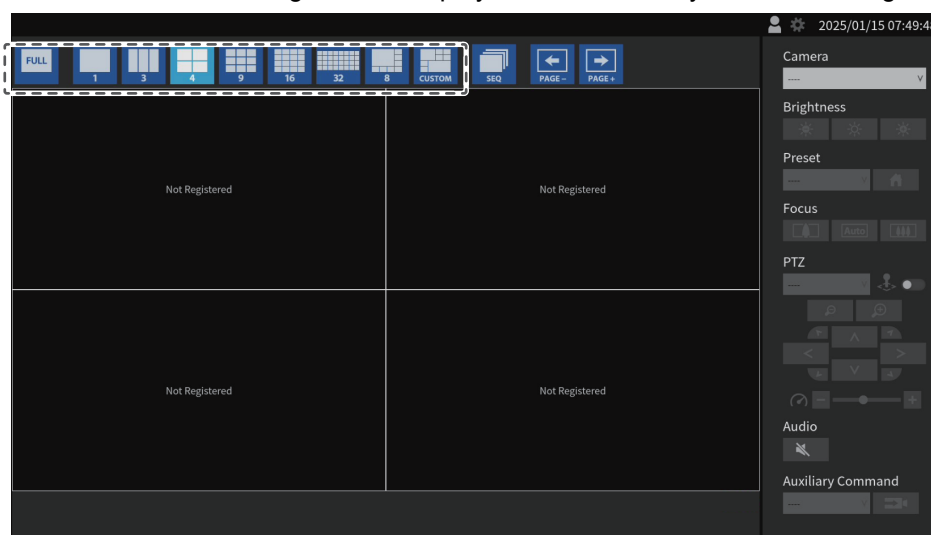 2025/01/15 07:49:4
FULL
1
3
4
9
16
32
8
CUSTOM
SEQ
PAGE－
PAGE＋
Camera
----
Brightness
Preset
----
Focus
Auto
PTZ
----
Audio
Auxiliary Command
----
Not Registered
Not Registered
Not Registered
Not Registered